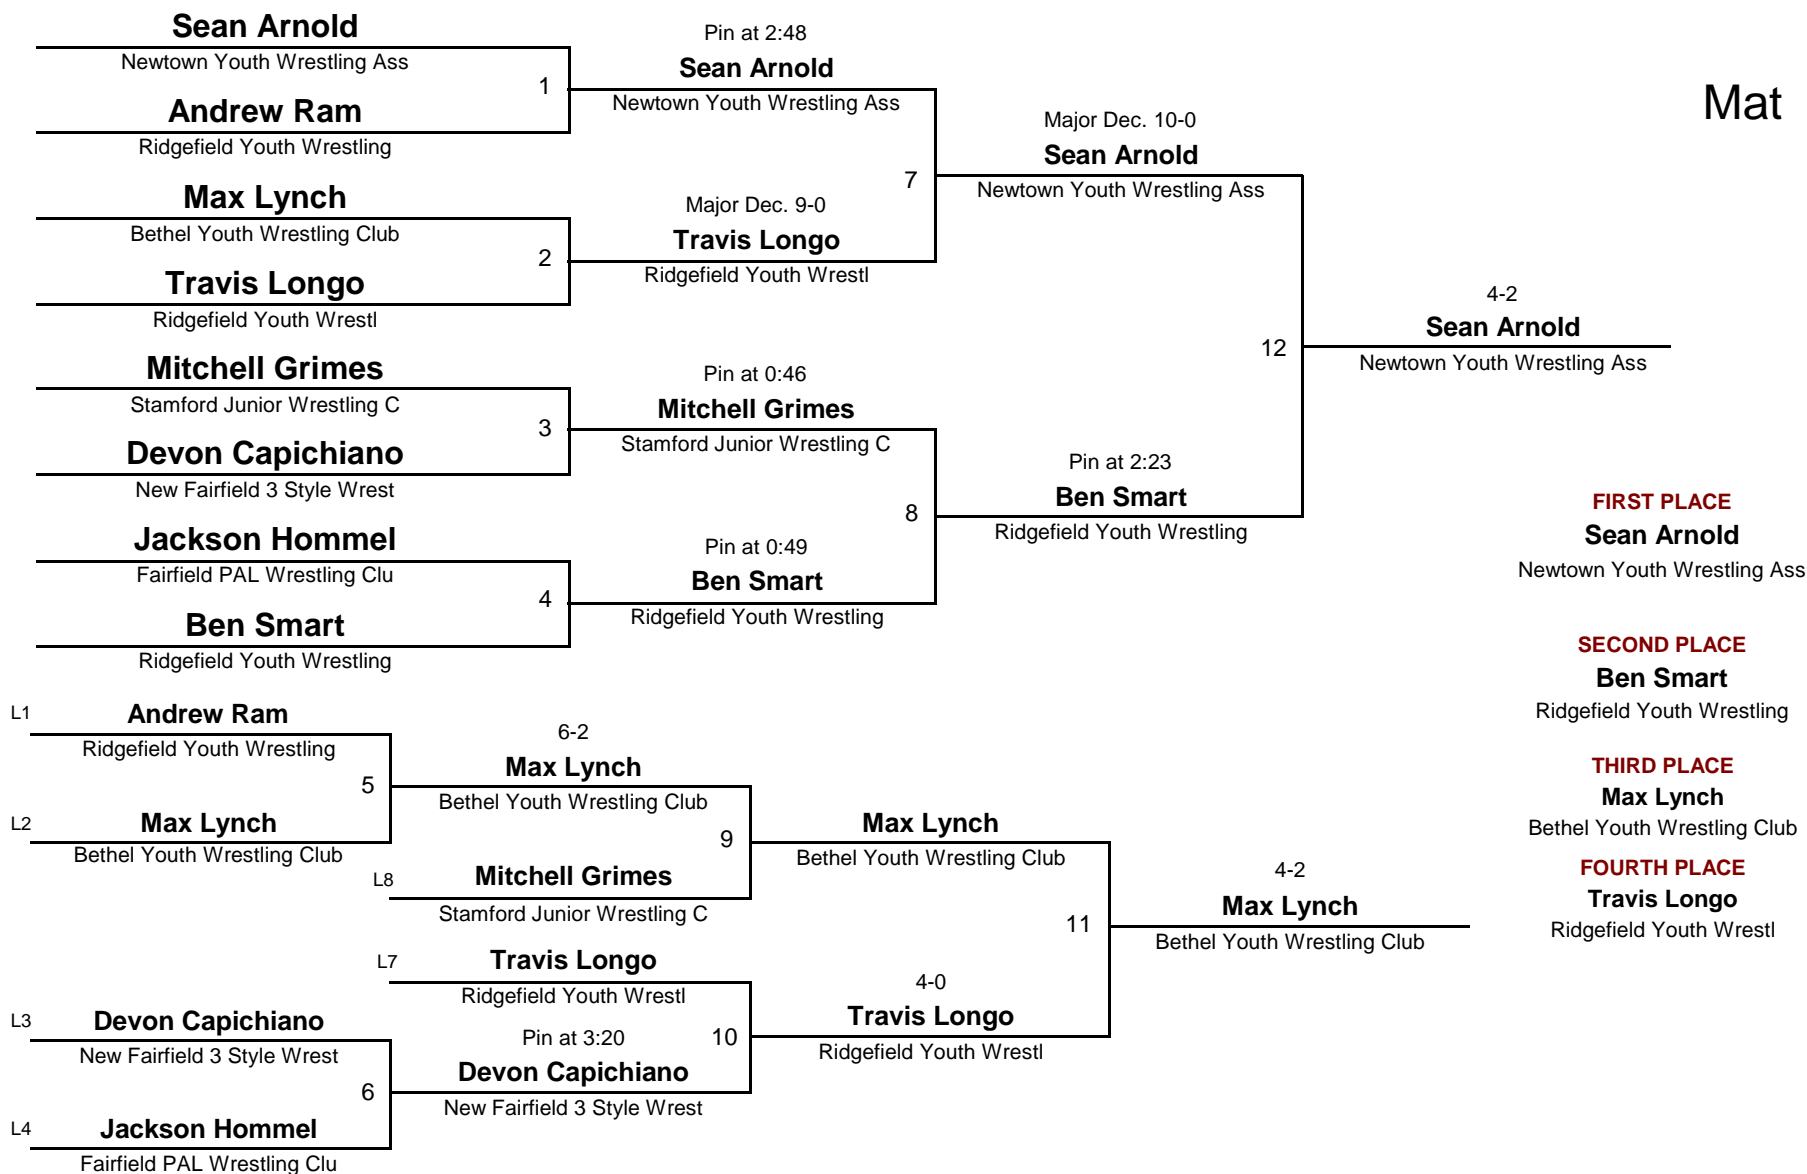 Sean Arnold
Newtown Youth Wrestling Ass
1
Andrew Ram
Ridgefield Youth Wrestling
Max Lynch
Bethel Youth Wrestling Club
2
Travis Longo
Ridgefield Youth Wrestl
Mitchell Grimes
Stamford Junior Wrestling C
3
Devon Capichiano
New Fairfield 3 Style Wrest
Jackson Hommel
Fairfield PAL Wrestling Clu
4
Ben Smart
Ridgefield Youth Wrestling
Pin at 2:48
Sean Arnold
Newtown Youth Wrestling Ass
7
Major Dec. 9-0
Travis Longo
Ridgefield Youth Wrestl
Pin at 0:46
Mitchell Grimes
Stamford Junior Wrestling C
8
Pin at 0:49
Ben Smart
Ridgefield Youth Wrestling
Major Dec. 10-0
Sean Arnold
Newtown Youth Wrestling Ass
12
Pin at 2:23
Ben Smart
Ridgefield Youth Wrestling
4-2
Sean Arnold
Newtown Youth Wrestling Ass
Mat
L1
Andrew Ram
Ridgefield Youth Wrestling
5
L2
Max Lynch
Bethel Youth Wrestling Club
L3
Devon Capichiano
New Fairfield 3 Style Wrest
6
L4
Jackson Hommel
Fairfield PAL Wrestling Clu
6-2
Max Lynch
Bethel Youth Wrestling Club
9
L8
Mitchell Grimes
Stamford Junior Wrestling C
L7
Travis Longo
Ridgefield Youth Wrestl
10
Pin at 3:20
Devon Capichiano
New Fairfield 3 Style Wrest
Max Lynch
Bethel Youth Wrestling Club
11
4-0
Travis Longo
Ridgefield Youth Wrestl
4-2
Max Lynch
Bethel Youth Wrestling Club
FIRST PLACE
Sean Arnold
Newtown Youth Wrestling Ass
SECOND PLACE
Ben Smart
Ridgefield Youth Wrestling
THIRD PLACE
Max Lynch
Bethel Youth Wrestling Club
FOURTH PLACE
Travis Longo
Ridgefield Youth Wrestl